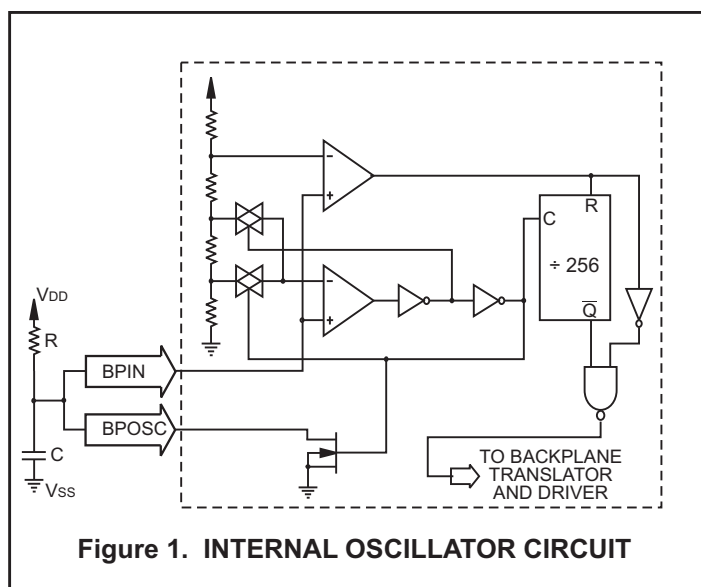 −
+
R
C
÷ 256
−
+
Q̅
VDD
R
BPIN
BPOSC
C
VSS
TO BACKPLANE
TRANSLATOR
AND DRIVER
Figure 1. INTERNAL OSCILLATOR CIRCUIT